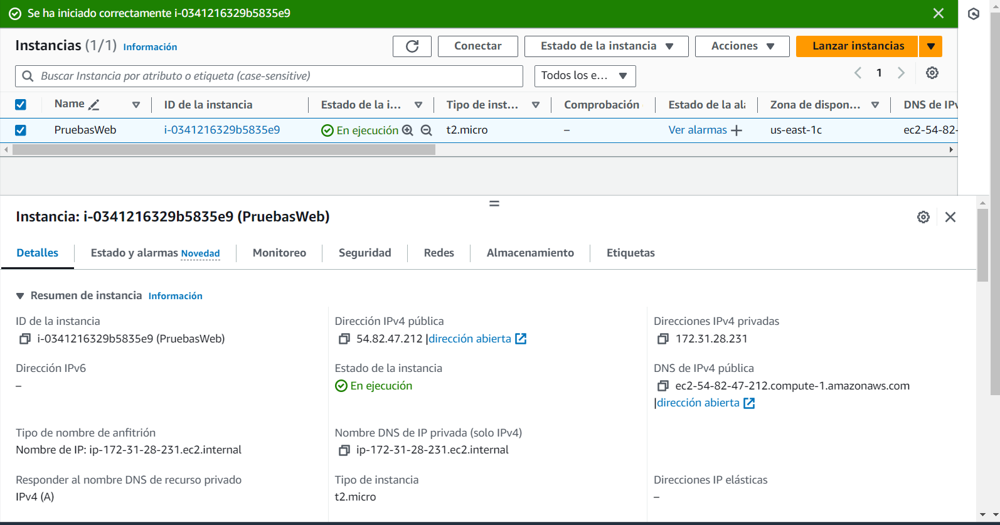 Se ha iniciado correctamente i-0341216329b5835e9
Instancias (1/1) Información
Conectar
Estado de la instancia
Acciones
Lanzar instancias
Buscar Instancia por atributo o etiqueta (case-sensitive)
Todos los e...
1
Name
ID de la instancia
Estado de la i...
Tipo de inst...
Comprobación
Estado de la ala
Zona de dispon...
DNS de IPv
PruebasWeb
i-0341216329b5835e9
En ejecución
t2.micro
–
Ver alarmas
us-east-1c
ec2-54-82-
Instancia: i-0341216329b5835e9 (PruebasWeb)
Detalles
Estado y alarmas Novedad
Monitoreo
Seguridad
Redes
Almacenamiento
Etiquetas
Resumen de instancia Información
ID de la instancia
i-0341216329b5835e9 (PruebasWeb)
Dirección IPv4 pública
54.82.47.212 |dirección abierta
Direcciones IPv4 privadas
172.31.28.231
Dirección IPv6
–
Estado de la instancia
En ejecución
DNS de IPv4 pública
ec2-54-82-47-212.compute-1.amazonaws.com
|dirección abierta
Tipo de nombre de anfitrión
Nombre de IP: ip-172-31-28-231.ec2.internal
Nombre DNS de IP privada (solo IPv4)
ip-172-31-28-231.ec2.internal
Responder al nombre DNS de recurso privado
IPv4 (A)
Tipo de instancia
t2.micro
Direcciones IP elásticas
–